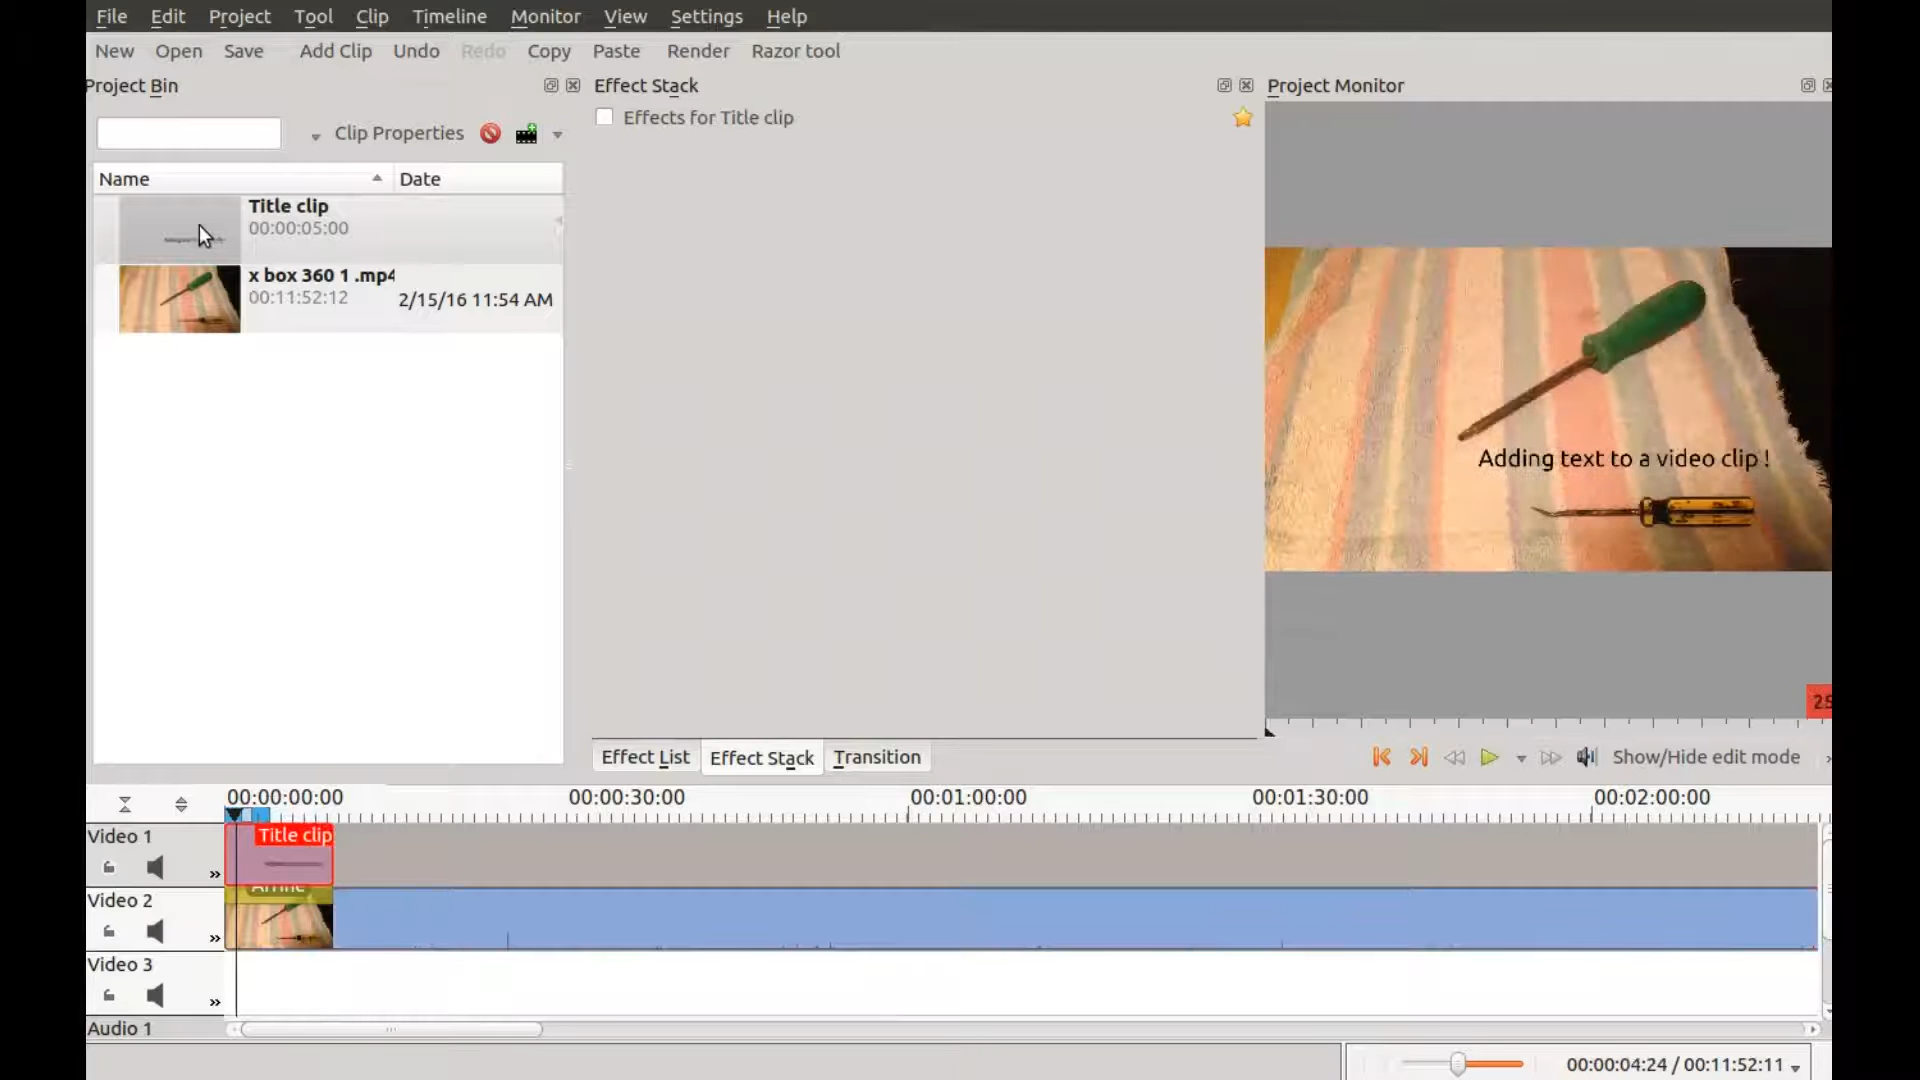 File Edit Project Tool Clip Timeline Monitor View Settings Help
New Open Save Add Clip Undo Redo Copy Paste Render Razor tool
Project Bin
Effect Stack
Project Monitor
Clip Properties
Effects for Title clip
Name Date
Title clip
00:00:05:00
x box 360 1 .mp4
00:11:52:12
2/15/16 11:54 AM
Adding text to a video clip !
Effect List Effect Stack Transition
Show/Hide edit mode
00:00:00:00 00:00:30:00 00:01:00:00 00:01:30:00 00:02:00:00
Video 1
Title clip
Video 2
Video 3
Audio 1
00:00:04:24 / 00:11:52:11